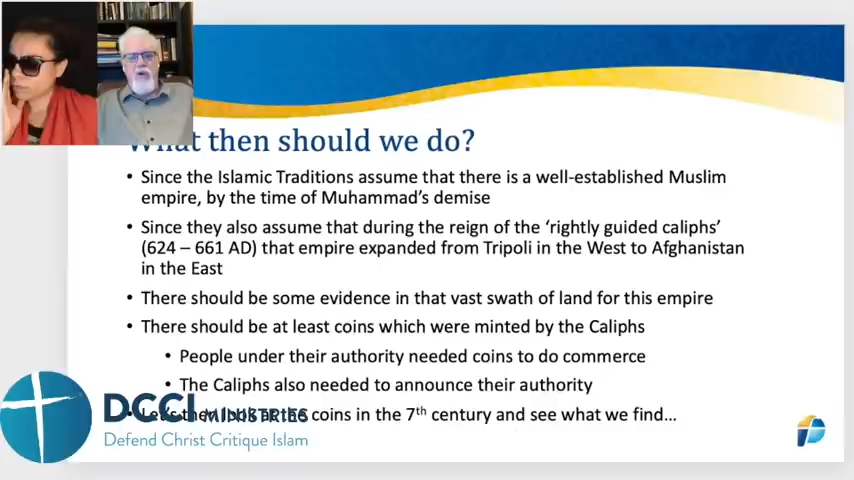 What then should we do?
• Since the Islamic Traditions assume that there is a well-established Muslim
empire, by the time of Muhammad's demise
• Since they also assume that during the reign of the 'rightly guided caliphs'
(624 – 661 AD) that empire expanded from Tripoli in the West to Afghanistan
in the East
• There should be some evidence in that vast swath of land for this empire
• There should be at least coins which were minted by the Caliphs
• People under their authority needed coins to do commerce
• The Caliphs also needed to announce their authority
• Let's then look at the coins in the 7th century and see what we find...
DCCI MINISTRIES
Defend Christ Critique Islam